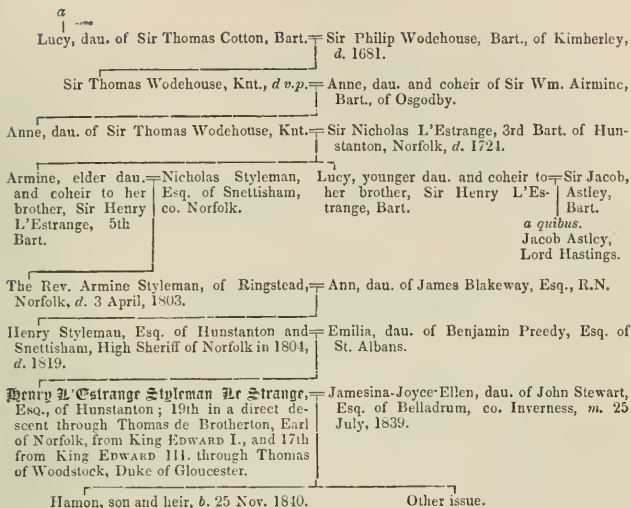 a
Lucy, dau. of Sir Thomas Cotton, Bart.=Sir Philip Wodehouse, Bart., of Kimberley,
d. 1681.
Sir Thomas Wodehouse, Knt., d v.p.=Anne, dau. and coheir of Sir Wm. Airminc,
Bart., of Osgodby.
Anne, dau. of Sir Thomas Wodehouse, Knt.=Sir Nicholas L'Estrange, 3rd Bart. of Hun-
stanton, Norfolk, d. 1724.
Armine, elder dau.=Nicholas Styleman,
and coheir to her
brother, Sir Henry
L'Estrange, 5th
Bart.
Esq. of Snettisham,
co. Norfolk.
Lucy, younger dau. and coheir to=Sir Jacob,
her brother, Sir Henry L'Es-
trange, Bart.
Astley,
Bart.
a quibus.
Jacob Astley,
Lord Hastings.
The Rev. Armine Styleman, of Ringstead,=Ann, dau. of James Blakeway, Esq., R.N.
Norfolk, d. 3 April, 1803.
Henry Styleman, Esq. of Hunstanton and=Emilia, dau. of Benjamin Preedy, Esq. of
Snettisham, High Sheriff of Norfolk in 1804,
d. 1819.
St. Albans.
Henry L'Estrange Styleman Le Strange,=Jamesina-Joyce-Ellen, dau. of John Stewart,
Esq., of Hunstanton; 19th in a direct de-
scent through Thomas de Brotherton, Earl
of Norfolk, from King Edward I., and 17th
from King Edward III. through Thomas
of Woodstock, Duke of Gloucester.
Esq. of Belladrum, co. Inverness, m. 25
July, 1839.
Hamon, son and heir, b. 25 Nov. 1840.
Other issue.